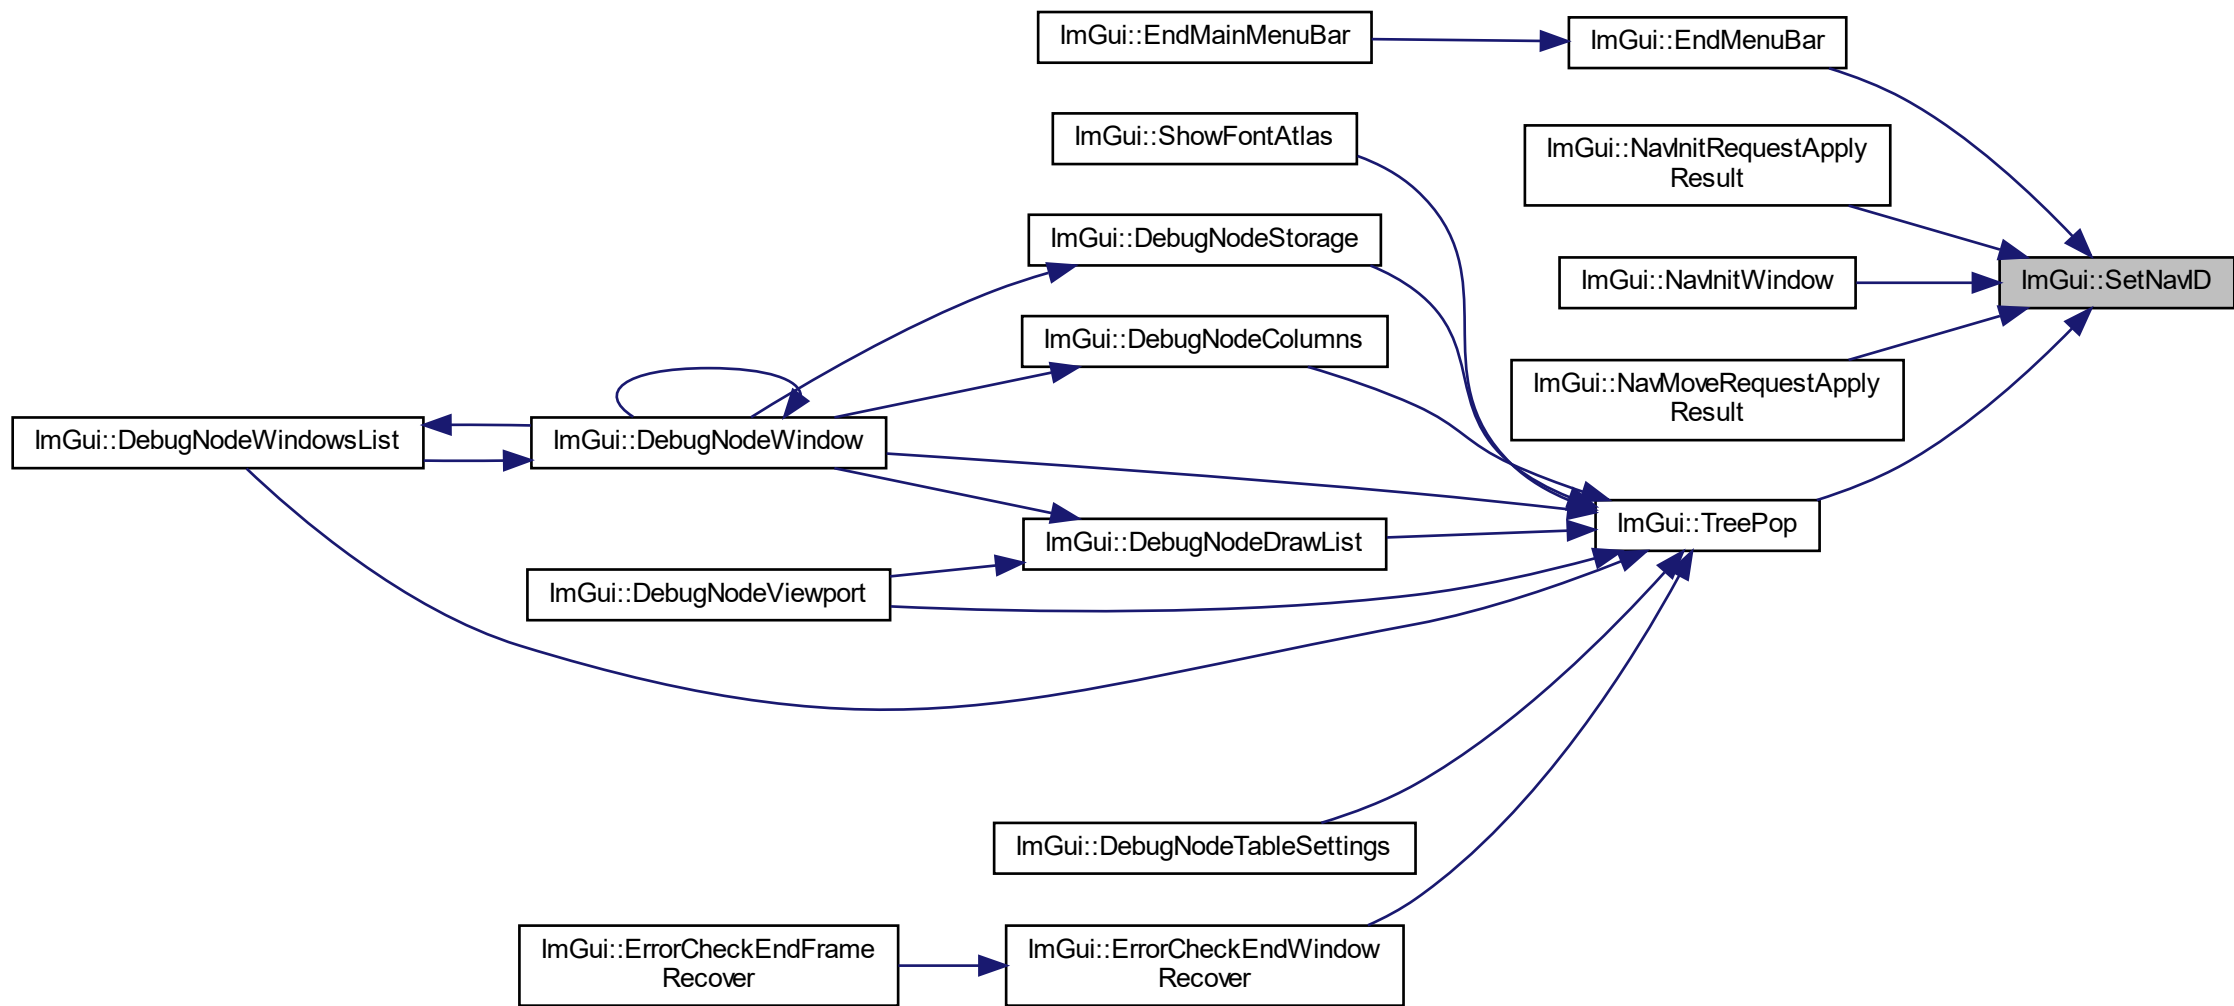 ImGui::EndMainMenuBar
ImGui::EndMenuBar
ImGui::ShowFontAtlas
ImGui::NavInitRequestApply
Result
ImGui::DebugNodeStorage
ImGui::NavInitWindow
ImGui::SetNavID
ImGui::DebugNodeColumns
ImGui::NavMoveRequestApply
Result
ImGui::DebugNodeWindowsList
ImGui::DebugNodeWindow
ImGui::TreePop
ImGui::DebugNodeDrawList
ImGui::DebugNodeViewport
ImGui::DebugNodeTableSettings
ImGui::ErrorCheckEndFrame
Recover
ImGui::ErrorCheckEndWindow
Recover